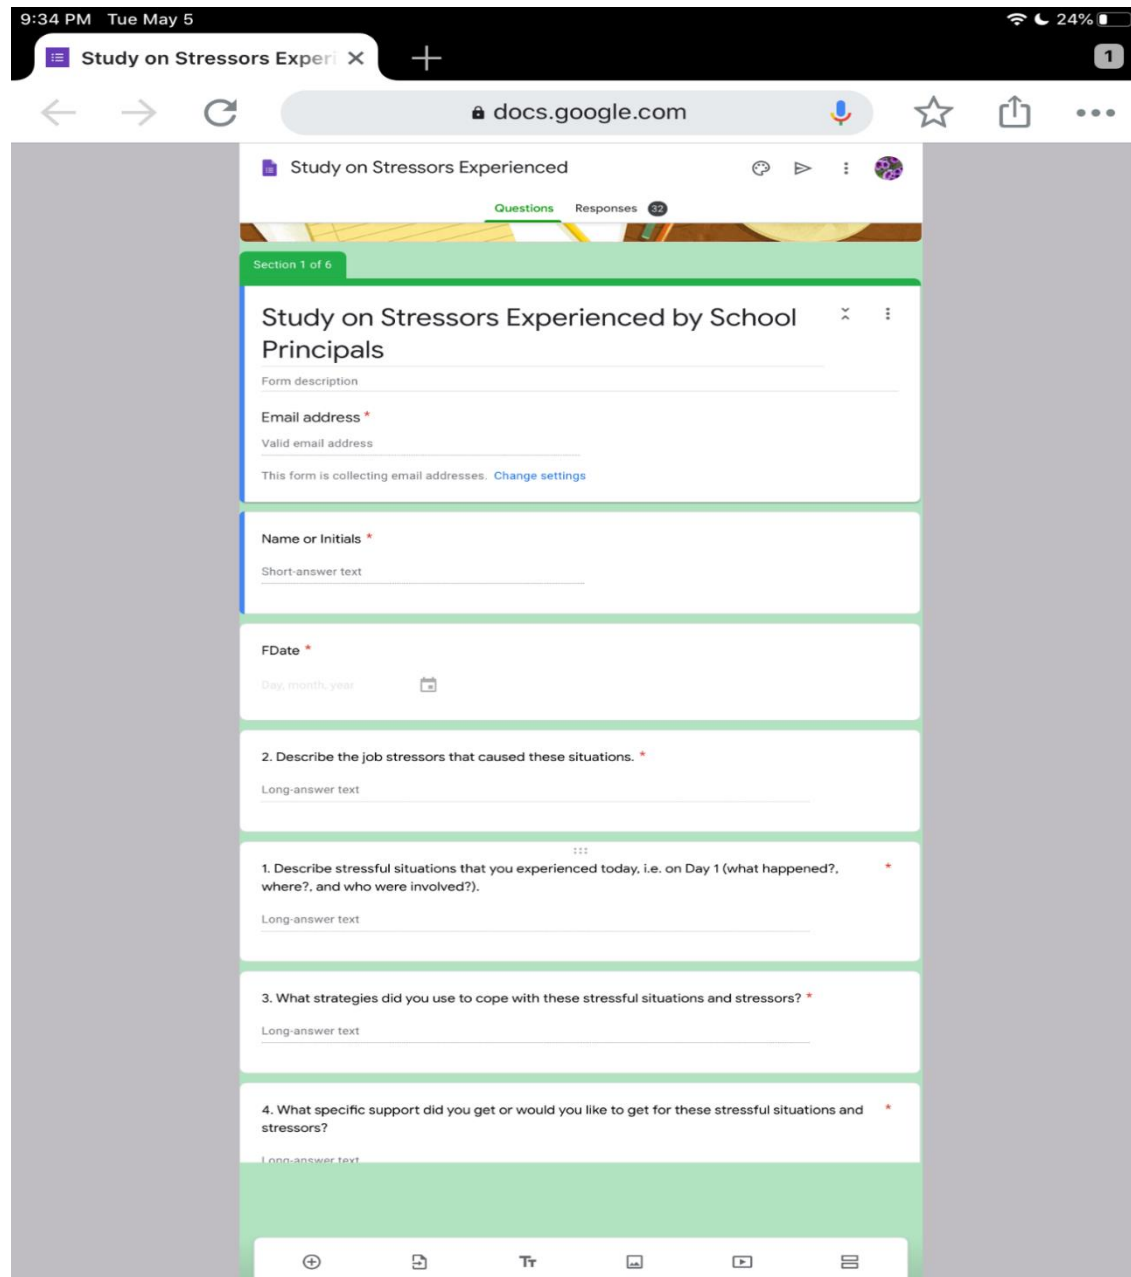 9:34 PM Tue May 5
24%
Study on Stressors Experi
1
docs.google.com
Study on Stressors Experienced
Questions Responses 32
Section 1 of 6
Study on Stressors Experienced by School
Principals
Form description
Email address *
Valid email address
This form is collecting email addresses. Change settings
Name or Initials *
Short-answer text
FDate *
Day, month, year
2. Describe the job stressors that caused these situations. *
Long-answer text
1. Describe stressful situations that you experienced today, i.e. on Day 1 (what happened?, *
where?, and who were involved?).
Long-answer text
3. What strategies did you use to cope with these stressful situations and stressors? *
Long-answer text
4. What specific support did you get or would you like to get for these stressful situations and *
stressors?
Long-answer text
Tт